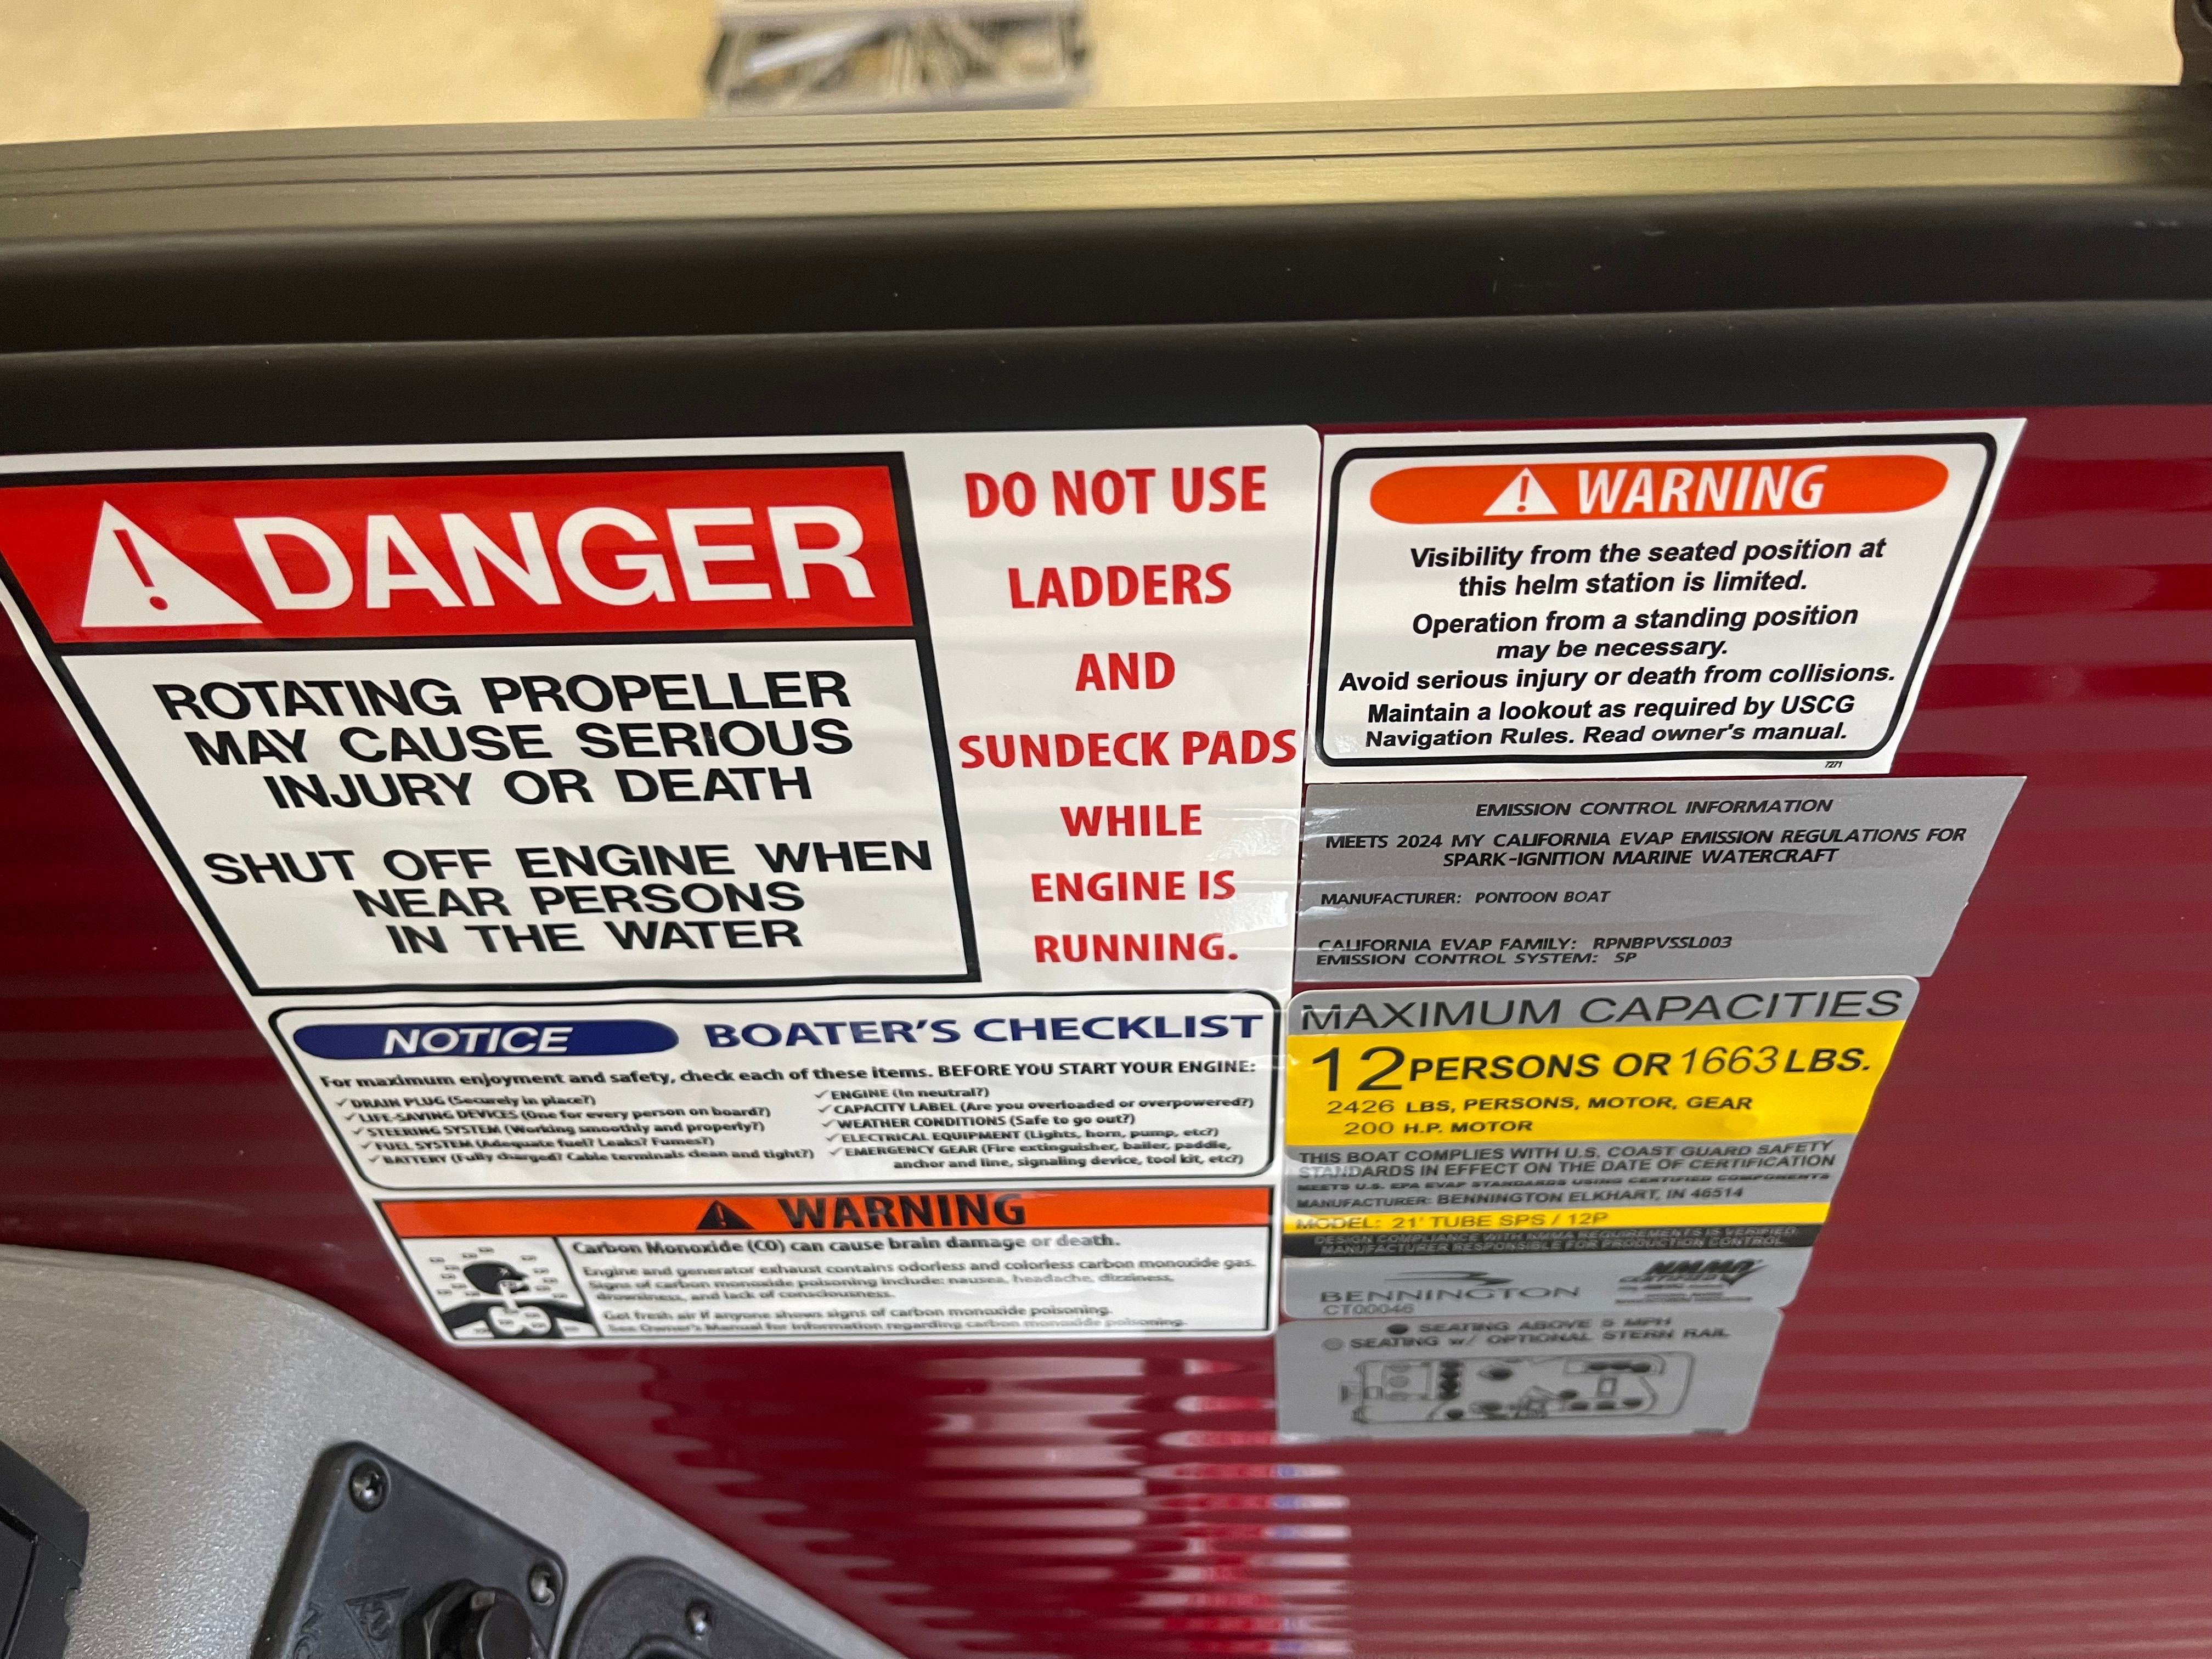 DANGER
ROTATING PROPELLER
MAY CAUSE SERIOUS
INJURY OR DEATH
SHUT OFF ENGINE WHEN
NEAR PERSONS
IN THE WATER
DO NOT USE
LADDERS
AND
SUNDECK PADS
WHILE
ENGINE IS
RUNNING.
NOTICE BOATER'S CHECKLIST
For maximum enjoyment and safety, check each of these items. BEFORE YOU START YOUR ENGINE:
✓ DRAIN PLUG (Securely in place?)
✓ LIFE-SAVING DEVICES (One for every person on board?)
✓ STEERING SYSTEM (Working smoothly and properly?)
✓ FUEL SYSTEM (Adequate fuel? Leaks? Fumes?)
✓ BATTERY (Fully charged? Cable terminals clean and tight?)
✓ ENGINE (In neutral?)
✓ CAPACITY LABEL (Are you overloaded or overpowered?)
✓ WEATHER CONDITIONS (Safe to go out?)
✓ ELECTRICAL EQUIPMENT (Lights, horn, pump, etc?)
✓ EMERGENCY GEAR (Fire extinguisher, bailer, paddle,
anchor and line, signaling device, tool kit, etc?)
WARNING
Carbon Monoxide (CO) can cause brain damage or death.
Engine and generator exhaust contains odorless and colorless carbon monoxide gas.
Signs of carbon monoxide poisoning include: nausea, headache, dizziness,
drowsiness, and lack of consciousness.
Get fresh air if anyone shows signs of carbon monoxide poisoning.
See Owner's Manual for information regarding carbon monoxide poisoning.
WARNING
Visibility from the seated position at
this helm station is limited.
Operation from a standing position
may be necessary.
Avoid serious injury or death from collisions.
Maintain a lookout as required by USCG
Navigation Rules. Read owner's manual.
7271
EMISSION CONTROL INFORMATION
MEETS 2024 MY CALIFORNIA EVAP EMISSION REGULATIONS FOR
SPARK-IGNITION MARINE WATERCRAFT
MANUFACTURER: PONTOON BOAT
CALIFORNIA EVAP FAMILY: RPNBPVSSL003
EMISSION CONTROL SYSTEM: SP
MAXIMUM CAPACITIES
12 PERSONS OR 1663 LBS.
2426 LBS, PERSONS, MOTOR, GEAR
200 H.P. MOTOR
THIS BOAT COMPLIES WITH U.S. COAST GUARD SAFETY
STANDARDS IN EFFECT ON THE DATE OF CERTIFICATION
MEETS U.S. EPA EVAP STANDARDS USING CERTIFIED COMPONENTS
MANUFACTURER: BENNINGTON ELKHART, IN 46514
MODEL: 21' TUBE SPS / 12P
DESIGN COMPLIANCE WITH NMMA REQUIREMENTS IS VERIFIED.
MANUFACTURER RESPONSIBLE FOR PRODUCTION CONTROL.
BENNINGTON
CT00046
NMMA
CERTIFIED
SEATING ABOVE 5 MPH
SEATING w/ OPTIONAL STERN RAIL